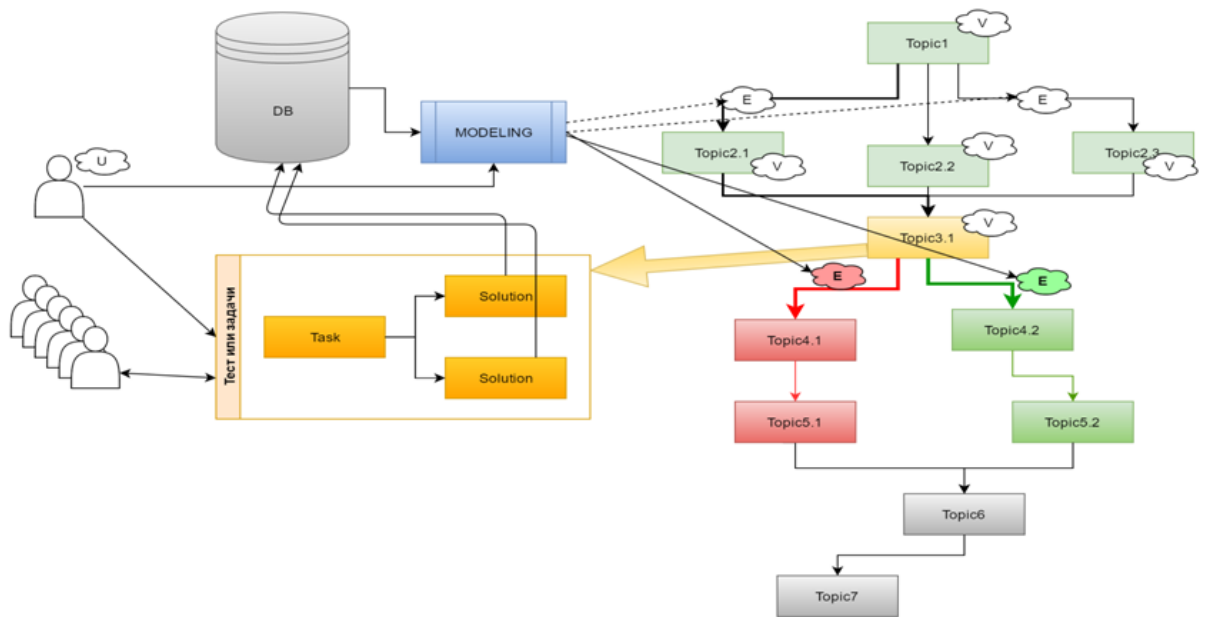 V
Topic1
DB
E
E
MODELING
Topic2.1
V
V
Topic2.2
Topic2.3
V
U
V
Topic3.1
E
E
Тест или задачи
Solution
Task
Solution
Topic4.1
Topic4.2
Topic5.1
Topic5.2
Topic6
Topic7